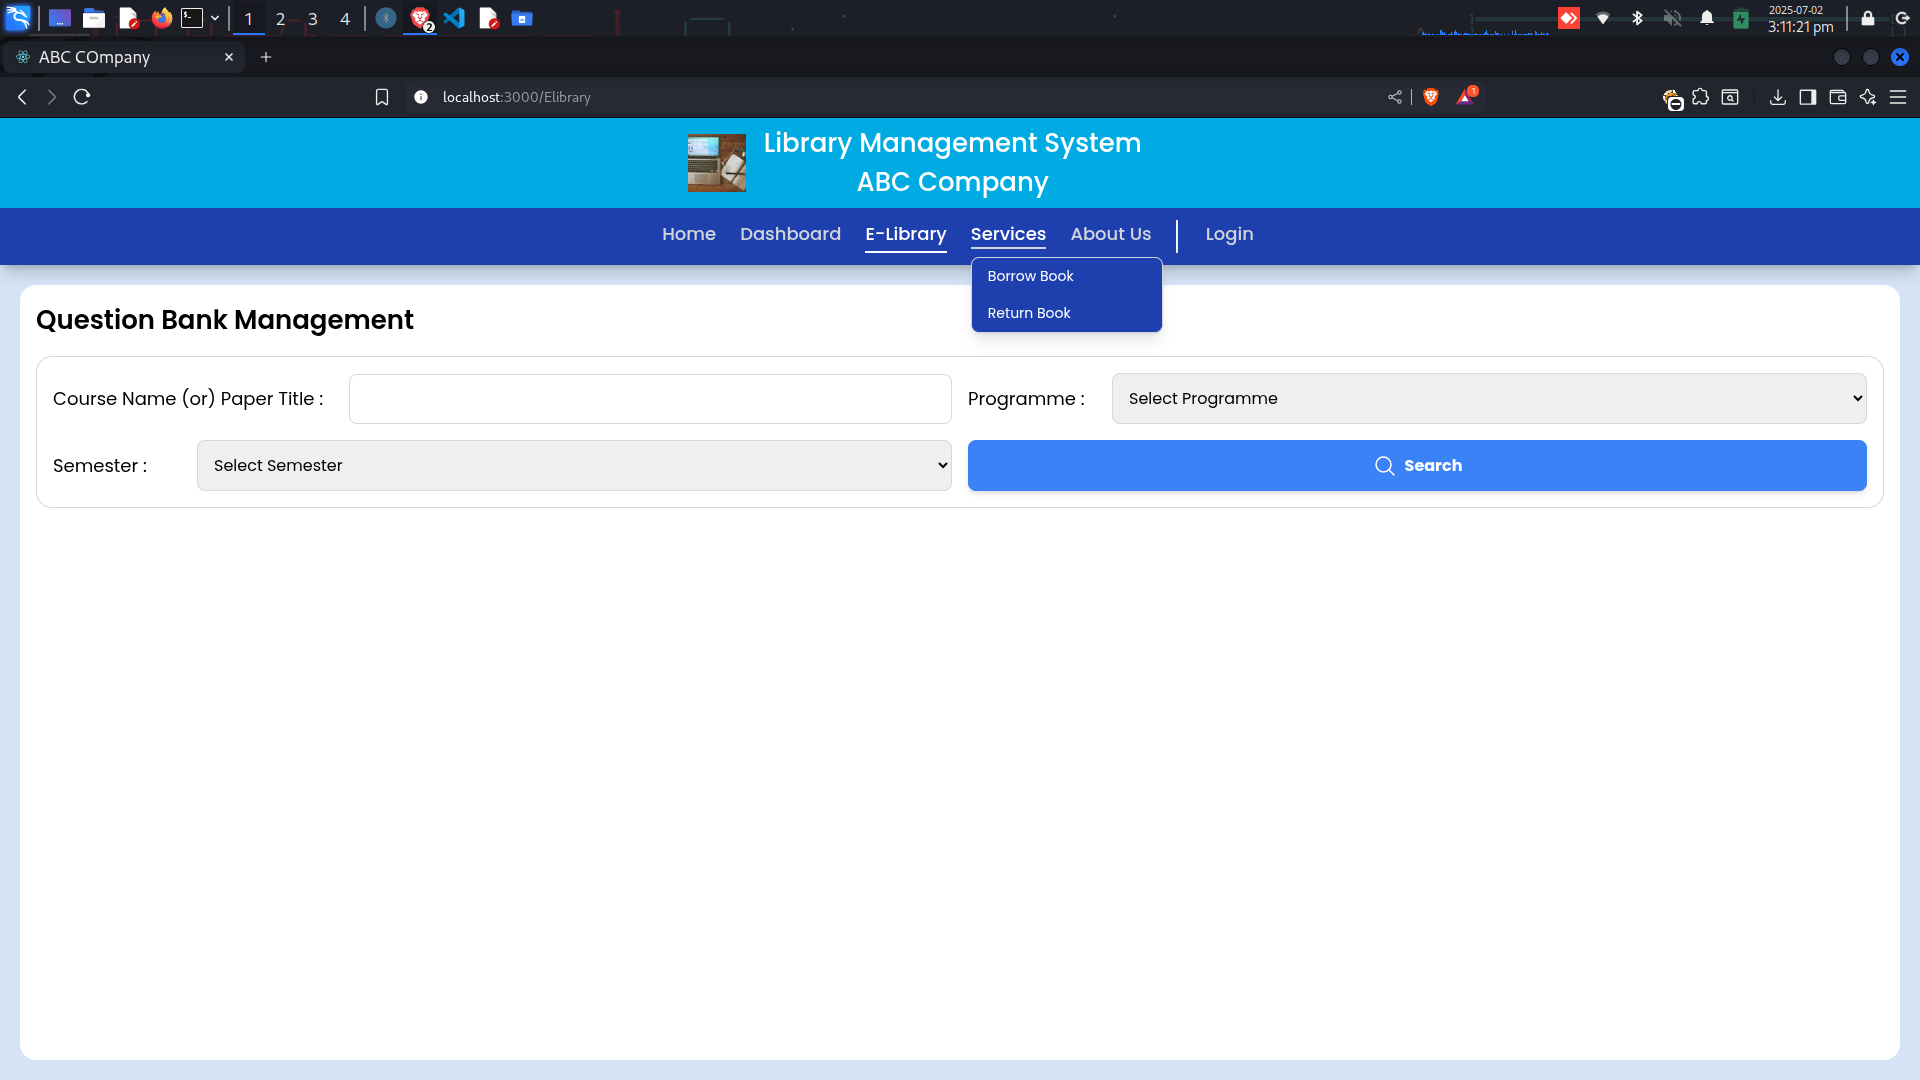 1 2 3 4
2
2025-07-02
3:11:21 pm
ABC COmpany
localhost:3000/Elibrary
1
Library Management System
ABC Company
Home Dashboard E-Library Services About Us Login
Borrow Book
Return Book
Question Bank Management
Course Name (or) Paper Title :
Programme : Select Programme
Semester : Select Semester
Search